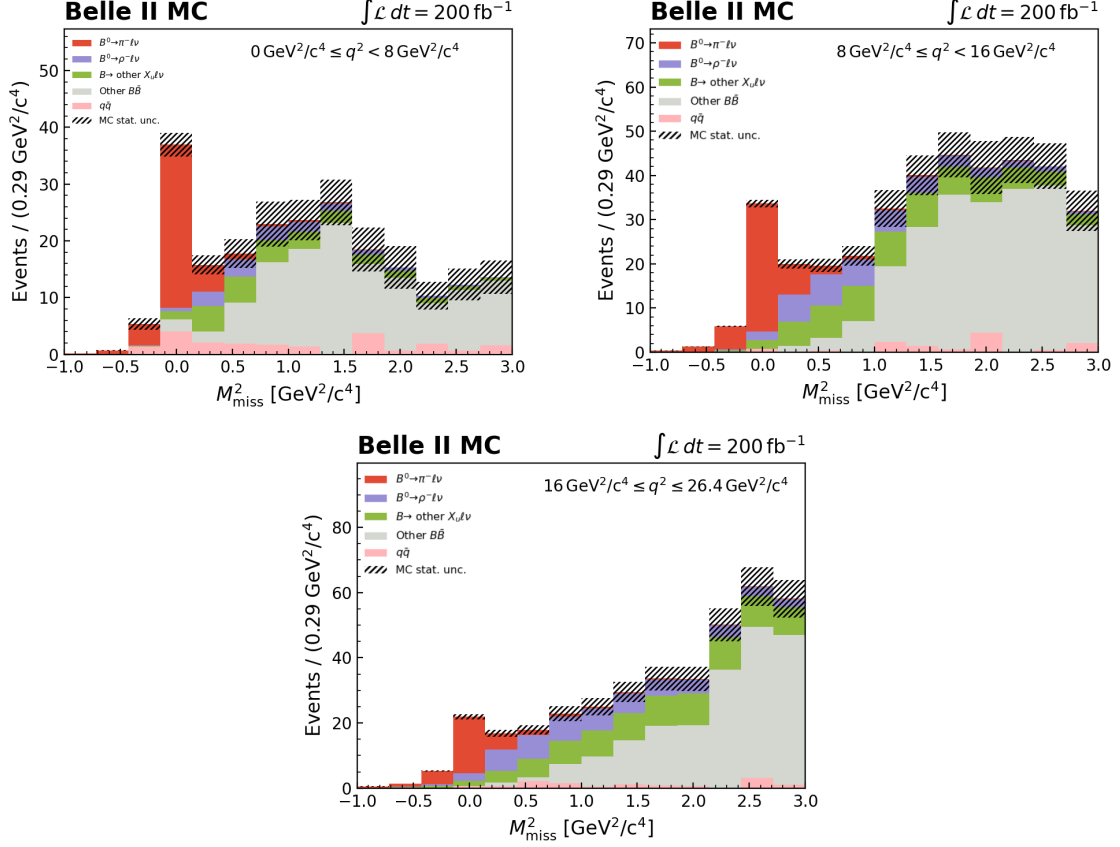 Belle II MC ∫ℒ dt = 200 fb⁻¹
0 GeV²/c⁴ ≤ q² < 8 GeV²/c⁴
B⁰→π⁻ℓν
B⁰→ρ⁻ℓν
B→ other Xᵤℓν
Other BB̄
qq̄
MC stat. unc.
Events / (0.29 GeV²/c⁴)
50
40
30
20
10
0
−1.0 −0.5 0.0 0.5 1.0 1.5 2.0 2.5 3.0
M²miss [GeV²/c⁴]
Belle II MC ∫ℒ dt = 200 fb⁻¹
8 GeV²/c⁴ ≤ q² < 16 GeV²/c⁴
B⁰→π⁻ℓν
B⁰→ρ⁻ℓν
B→ other Xᵤℓν
Other BB̄
qq̄
MC stat. unc.
Events / (0.29 GeV²/c⁴)
70
60
50
40
30
20
10
0
−1.0 −0.5 0.0 0.5 1.0 1.5 2.0 2.5 3.0
M²miss [GeV²/c⁴]
Belle II MC ∫ℒ dt = 200 fb⁻¹
16 GeV²/c⁴ ≤ q² ≤ 26.4 GeV²/c⁴
B⁰→π⁻ℓν
B⁰→ρ⁻ℓν
B→ other Xᵤℓν
Other BB̄
qq̄
MC stat. unc.
Events / (0.29 GeV²/c⁴)
80
60
40
20
0
−1.0 −0.5 0.0 0.5 1.0 1.5 2.0 2.5 3.0
M²miss [GeV²/c⁴]